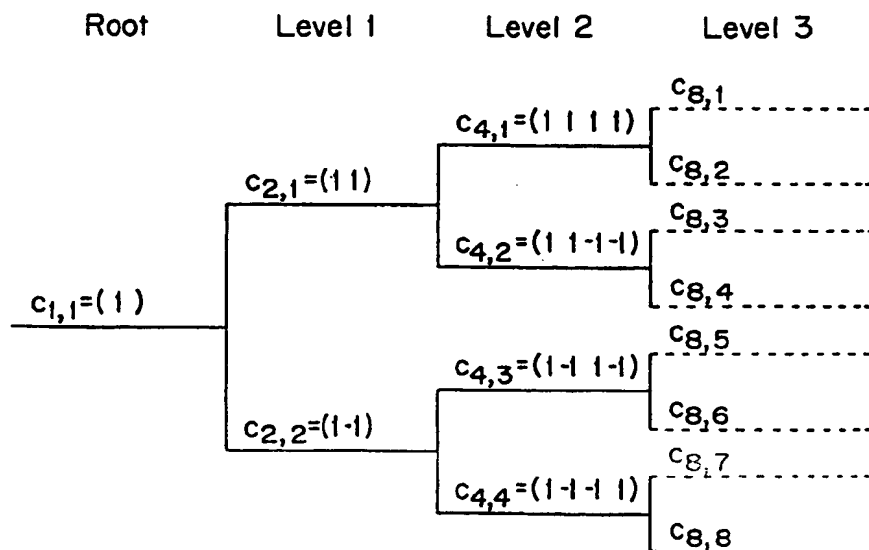 Root Level 1 Level 2 Level 3
c8,1
c4,1=(1 1 1 1)
c8,2
c2,1=(1 1)
c8,3
c4,2=(1 1-1-1)
c8,4
c1,1=(1)
c8,5
c4,3=(1-1 1-1)
c8,6
c2,2=(1-1)
c8,7
c4,4=(1-1-1 1)
c8,8